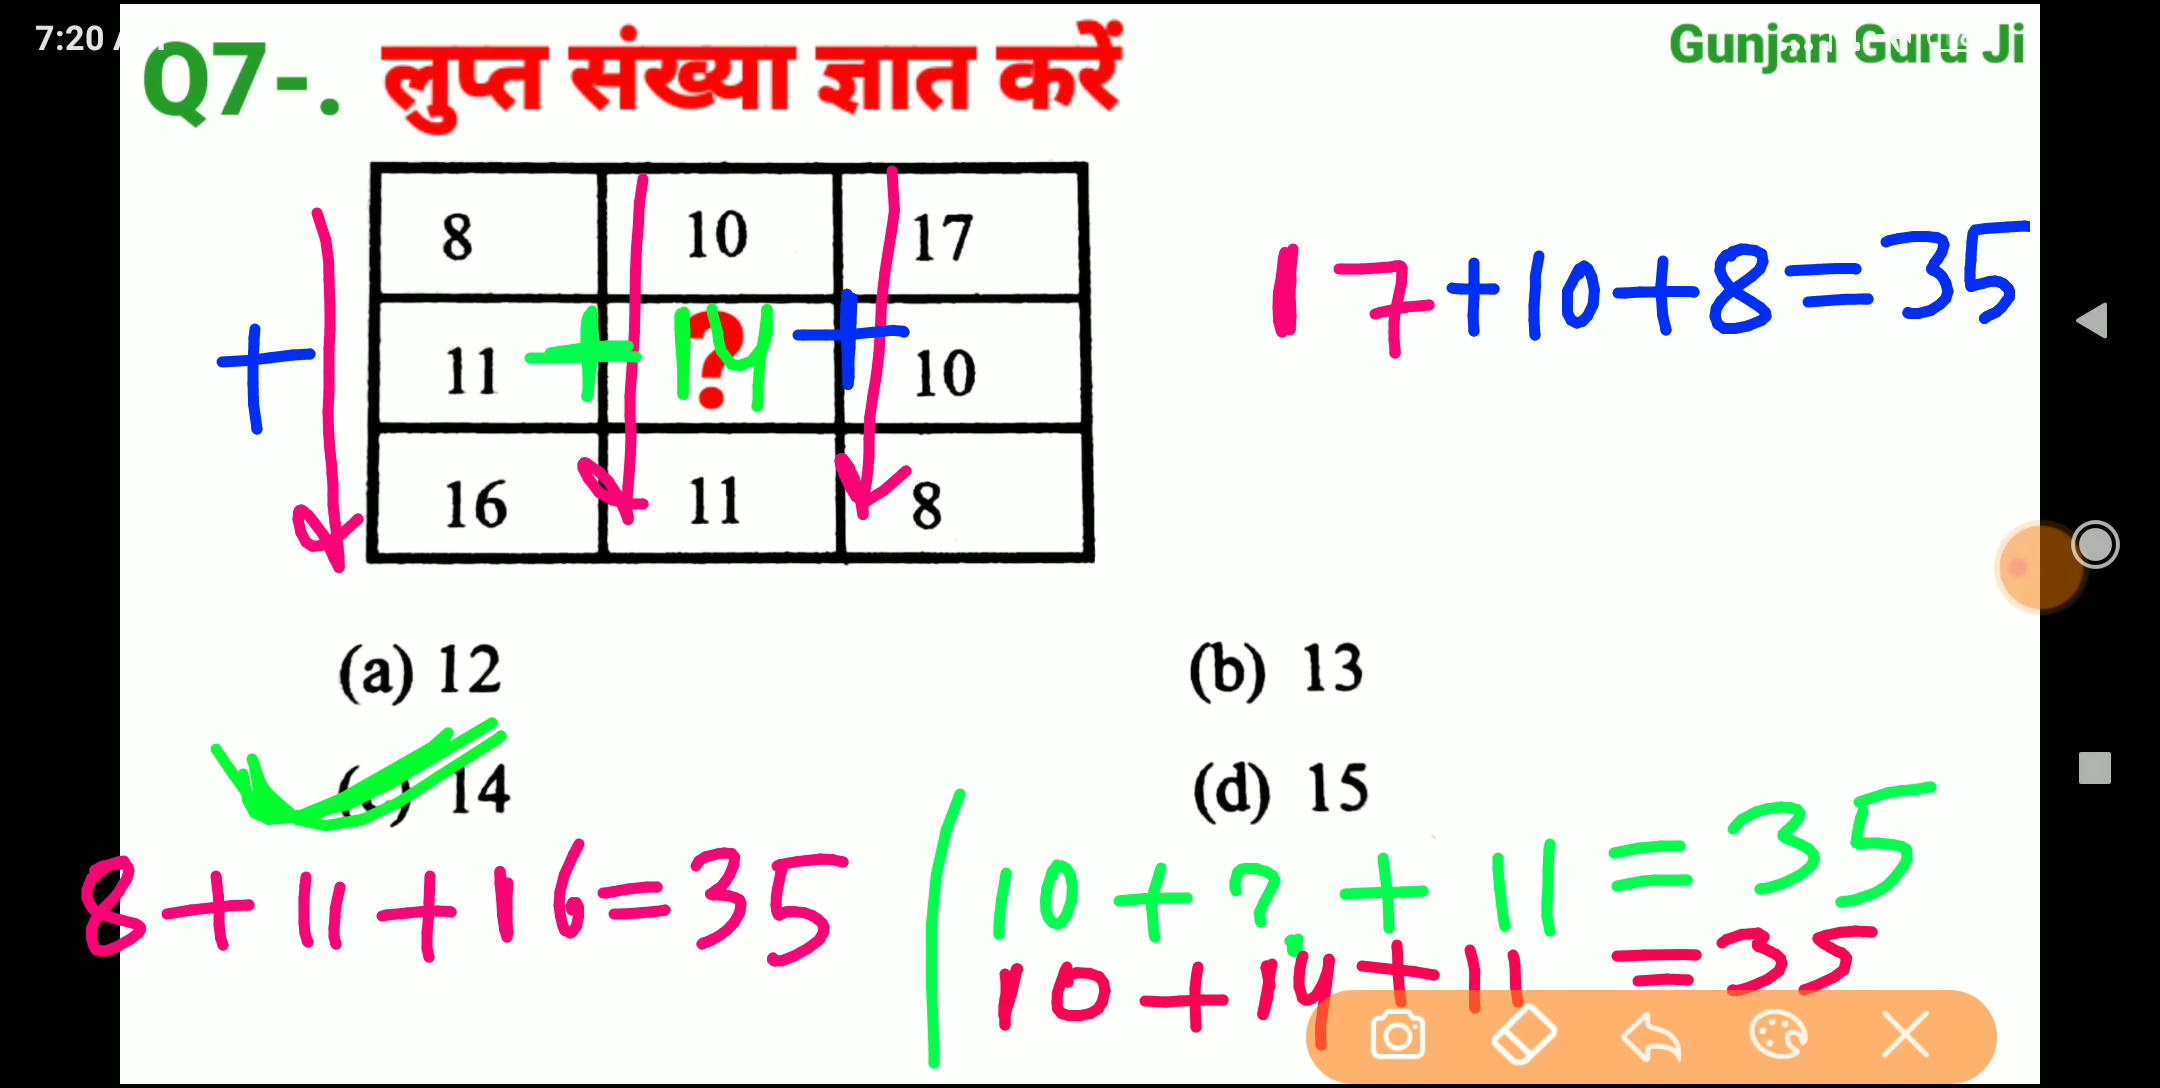 7:20
Q7-. लुप्त संख्या ज्ञात करें
Gunjan Guru Ji
8 10 17
17+10+8=35
+ 11 + ? 14 + 10
16 11 8
(a) 12 (b) 13
(c) 14 (d) 15
8+11+16=35
10+?+11=35
10+14+11=35